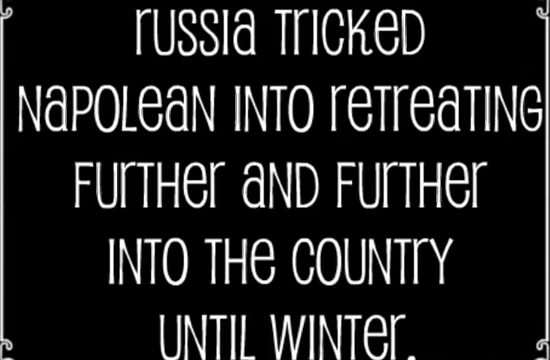 russia tricked
napolean into retreating
further and further
into the country
until winter.